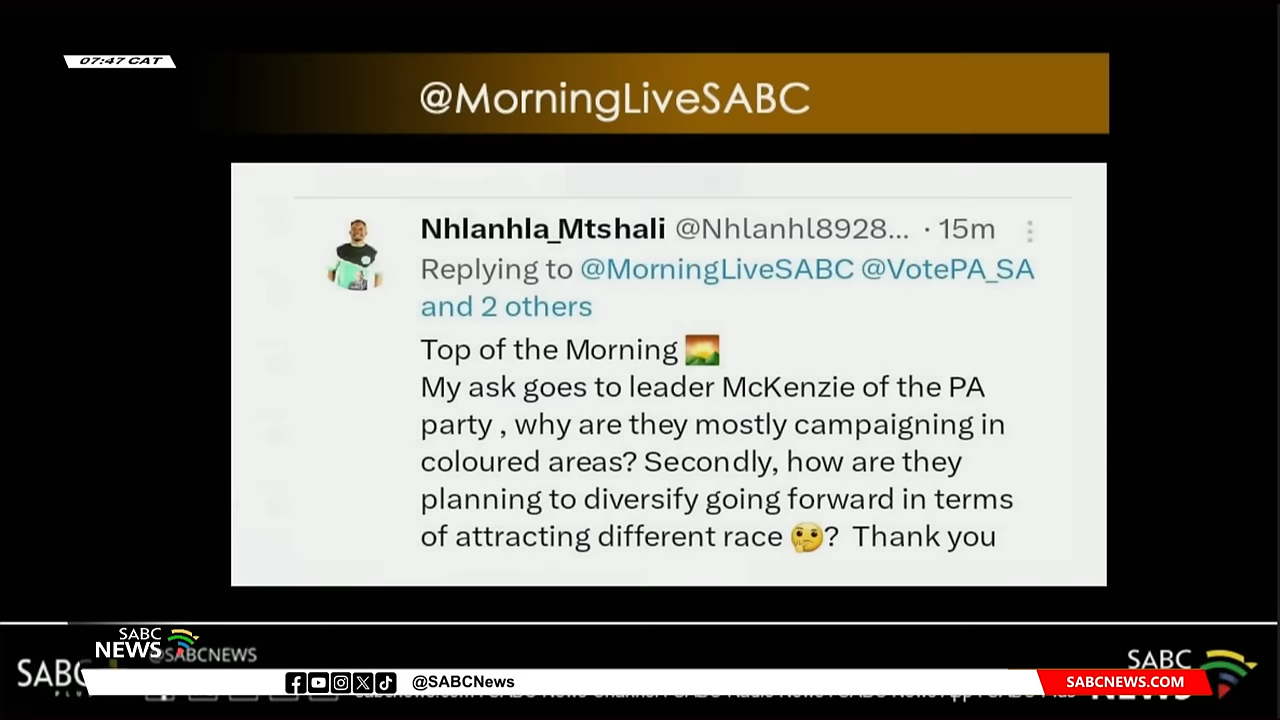 07:47 CAT
@MorningLiveSABC
Nhlanhla_Mtshali @Nhlanhl8928... · 15m
Replying to @MorningLiveSABC @VotePA_SA
and 2 others
Top of the Morning 🌄
My ask goes to leader McKenzie of the PA
party , why are they mostly campaigning in
coloured areas? Secondly, how are they
planning to diversify going forward in terms
of attracting different race 🤔?  Thank you
SABC
NEWS
@SABCNEWS
SABC
PLUS
@SABCNews
SABC
NEWS
SABCNEWS.COM